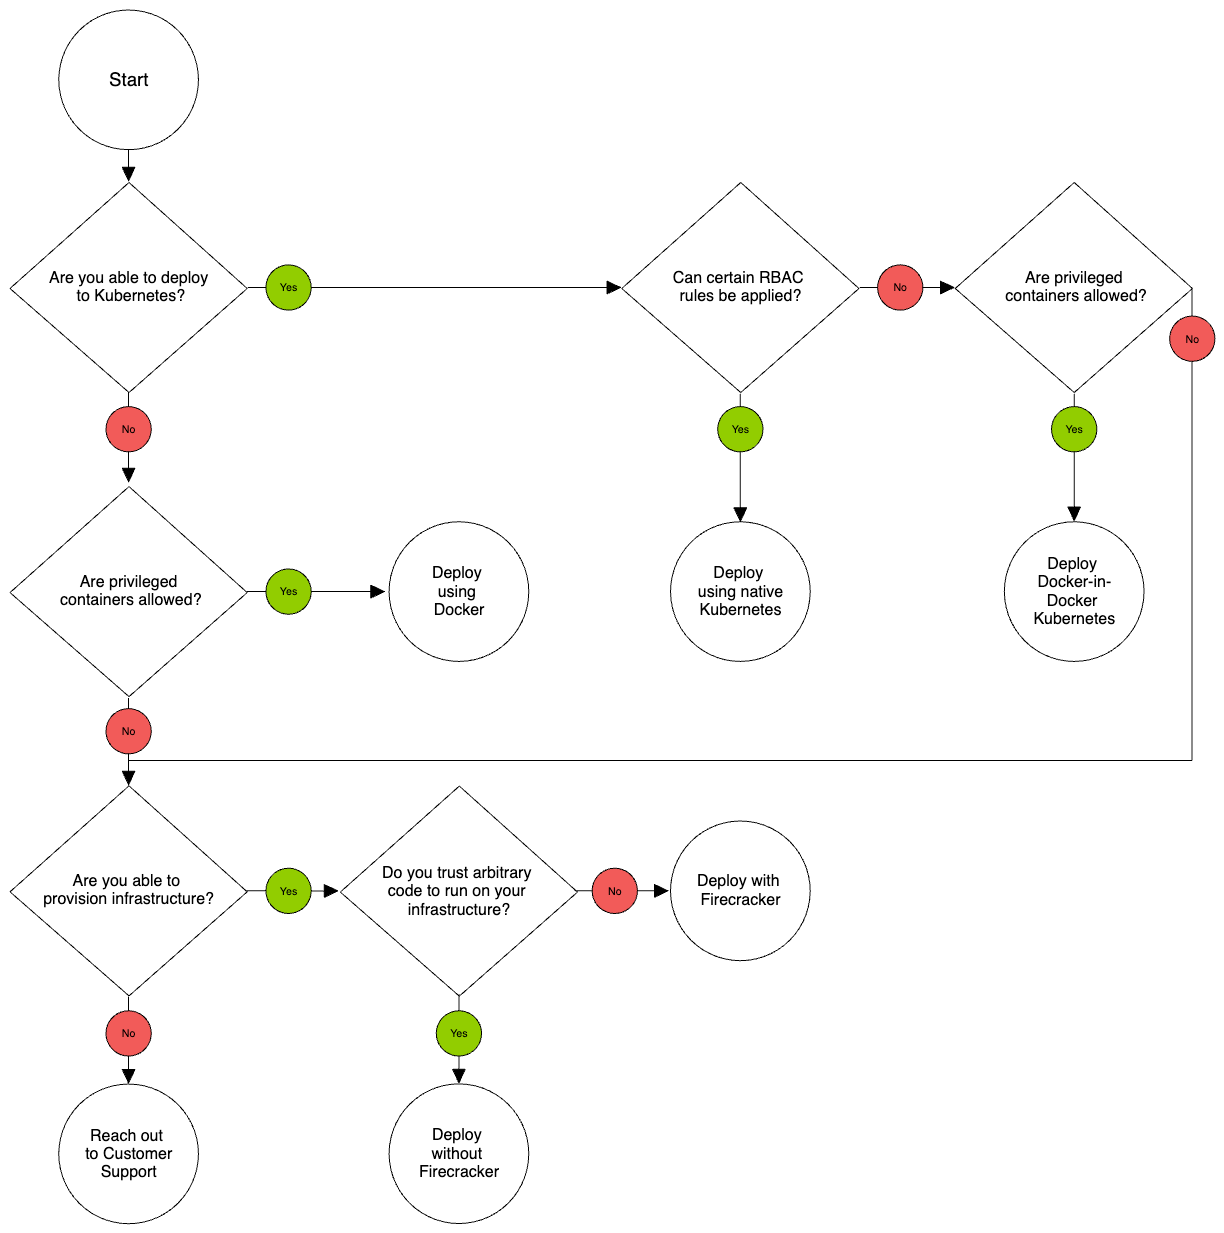 Start
Are you able to deploy
to Kubernetes?
Yes
Can certain RBAC
rules be applied?
No
Are privileged
containers allowed?
No
No
Yes
Yes
Are privileged
containers allowed?
Yes
Deploy
using
Docker
Deploy
using native
Kubernetes
Deploy
Docker-in-
Docker
Kubernetes
No
Are you able to
provision infrastructure?
Yes
Do you trust arbitrary
code to run on your
infrastructure?
No
Deploy with
Firecracker
No
Yes
Reach out
to Customer
Support
Deploy
without
Firecracker